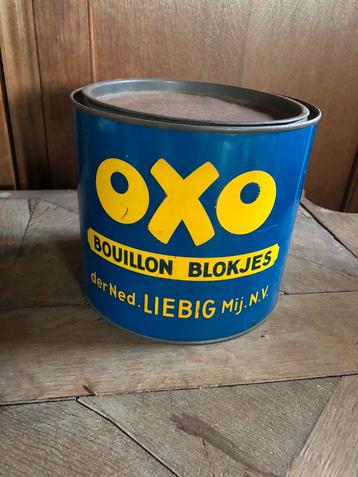 OXO
BOUILLON BLOKJES
der Ned. LIEBIG Mij. N.V.